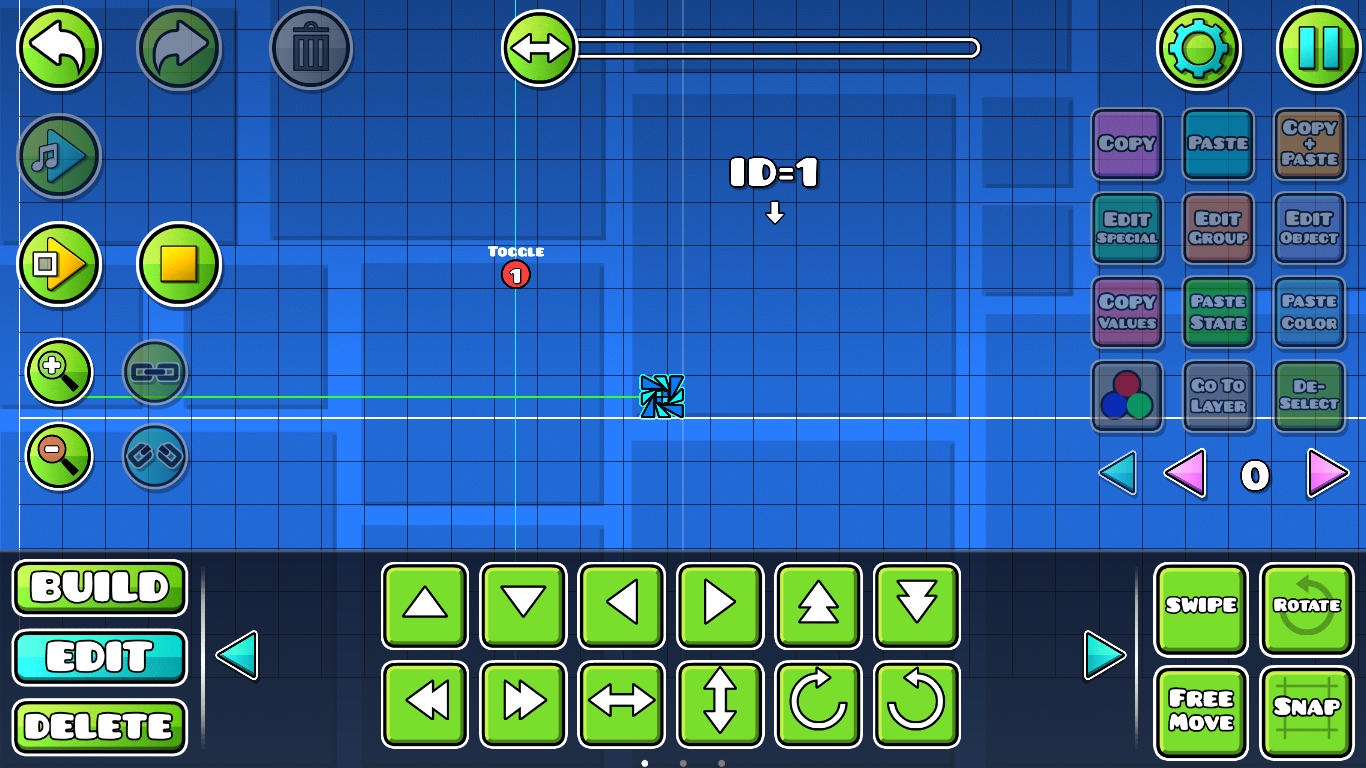 ID=1
TOGGLE
1
COPY
PASTE
COPY
+
PASTE
EDIT
SPECIAL
EDIT
GROUP
EDIT
OBJECT
COPY
VALUES
PASTE
STATE
PASTE
COLOR
GO TO
LAYER
DE-
SELECT
0
BUILD
EDIT
DELETE
SWIPE
ROTATE
FREE
MOVE
SNAP